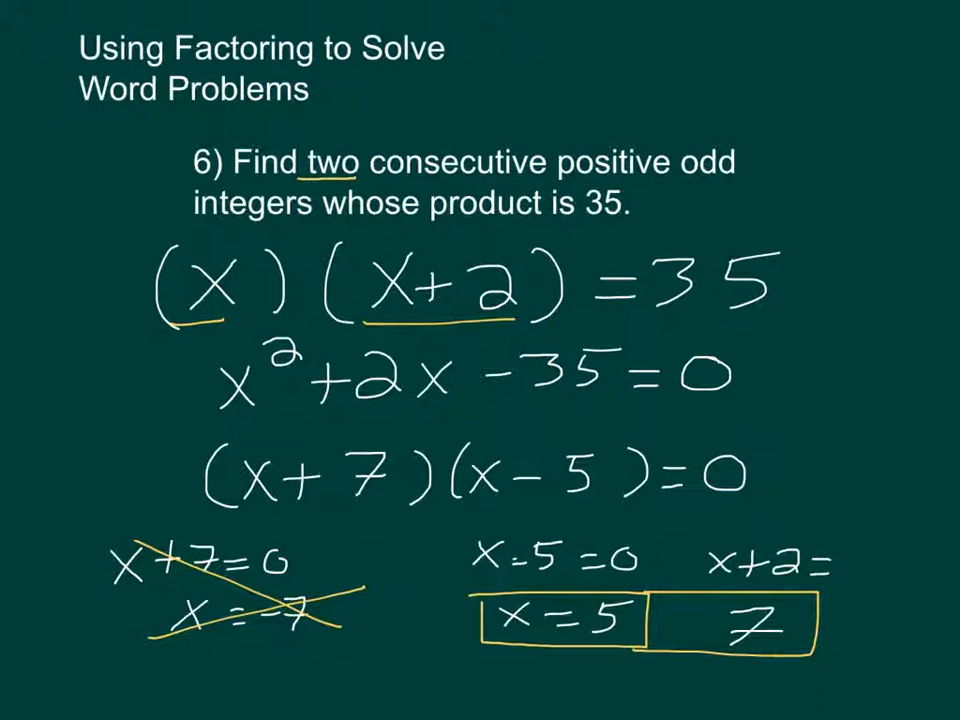 Using Factoring to Solve
Word Problems
6) Find two consecutive positive odd
integers whose product is 35.
(x) (x+2) = 35
x² + 2x - 35 = 0
(x + 7)(x - 5) = 0
x + 7 = 0 x - 5 = 0 x + 2 =
x = -7 x = 5 7